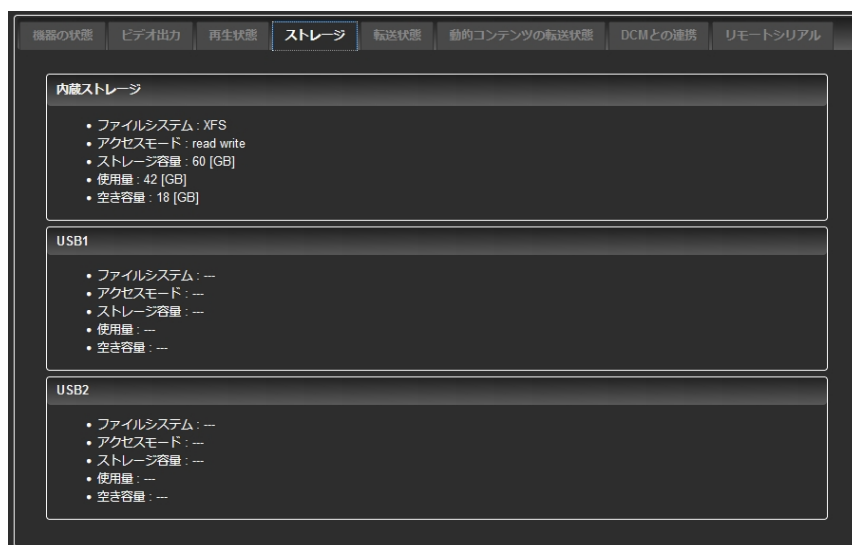 機器の状態 ビデオ出力 再生状態 ストレージ 転送状態 動的コンテンツの転送状態 DCMとの連携 リモートシリアル
内蔵ストレージ
• ファイルシステム : XFS
• アクセスモード : read write
• ストレージ容量 : 60 [GB]
• 使用量 : 42 [GB]
• 空き容量 : 18 [GB]
USB1
• ファイルシステム : ---
• アクセスモード : ---
• ストレージ容量 : ---
• 使用量 : ---
• 空き容量 : ---
USB2
• ファイルシステム : ---
• アクセスモード : ---
• ストレージ容量 : ---
• 使用量 : ---
• 空き容量 : ---